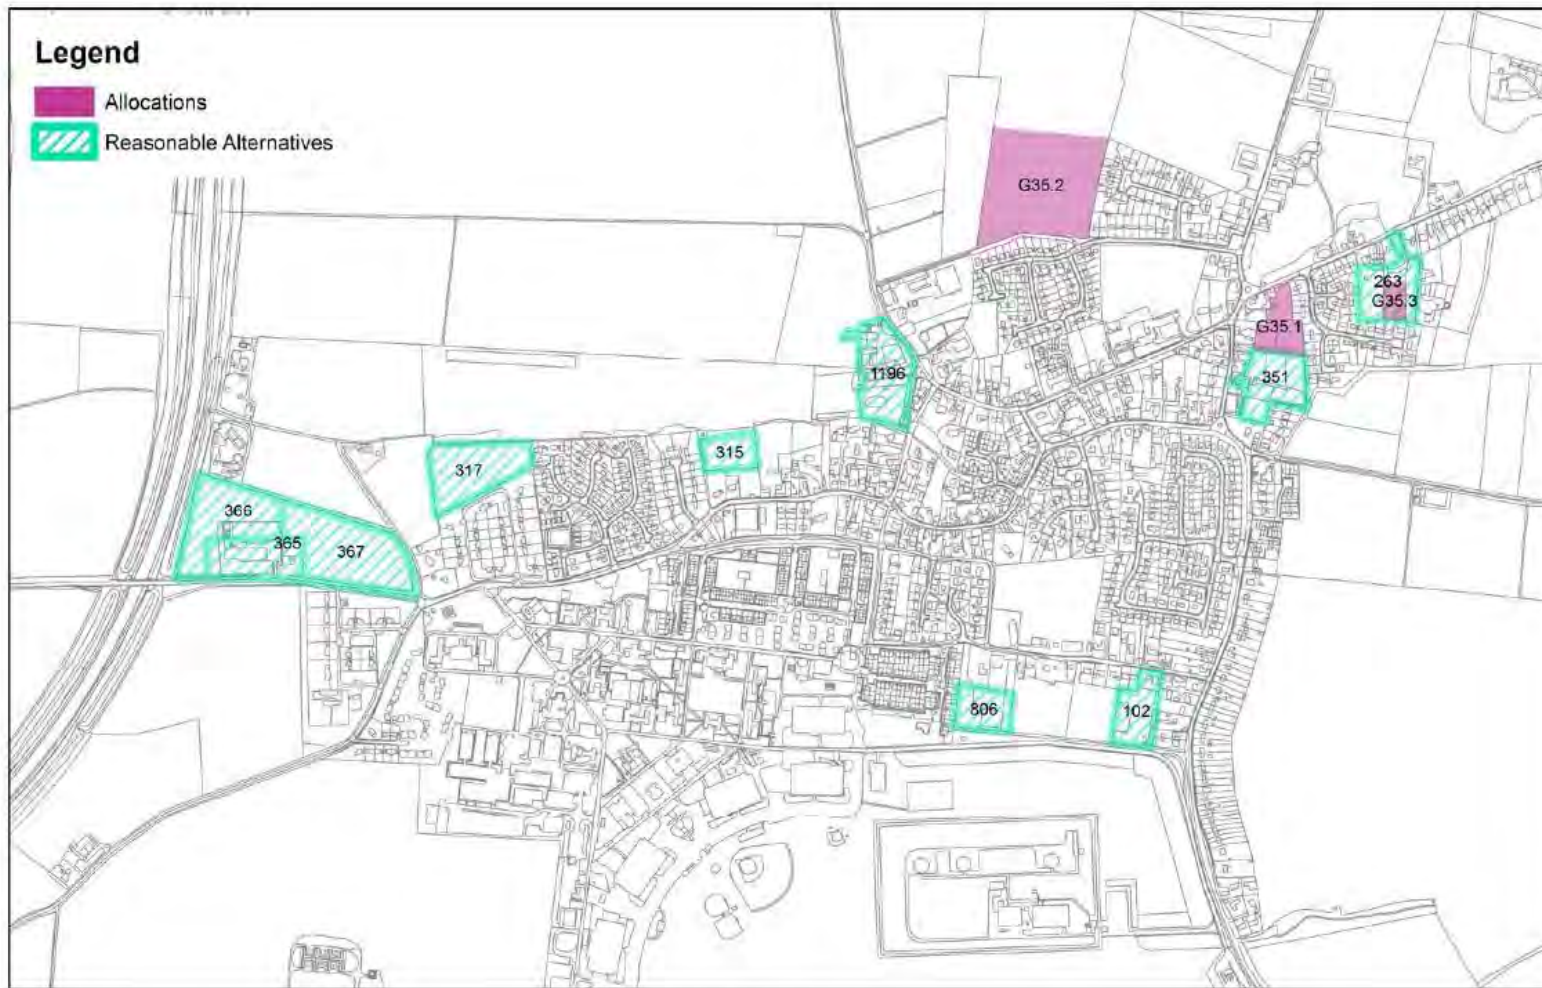 Legend
Allocations
Reasonable Alternatives
G35.2
263
G35.3
G35.1
351
1196
315
317
366
365
367
806
102